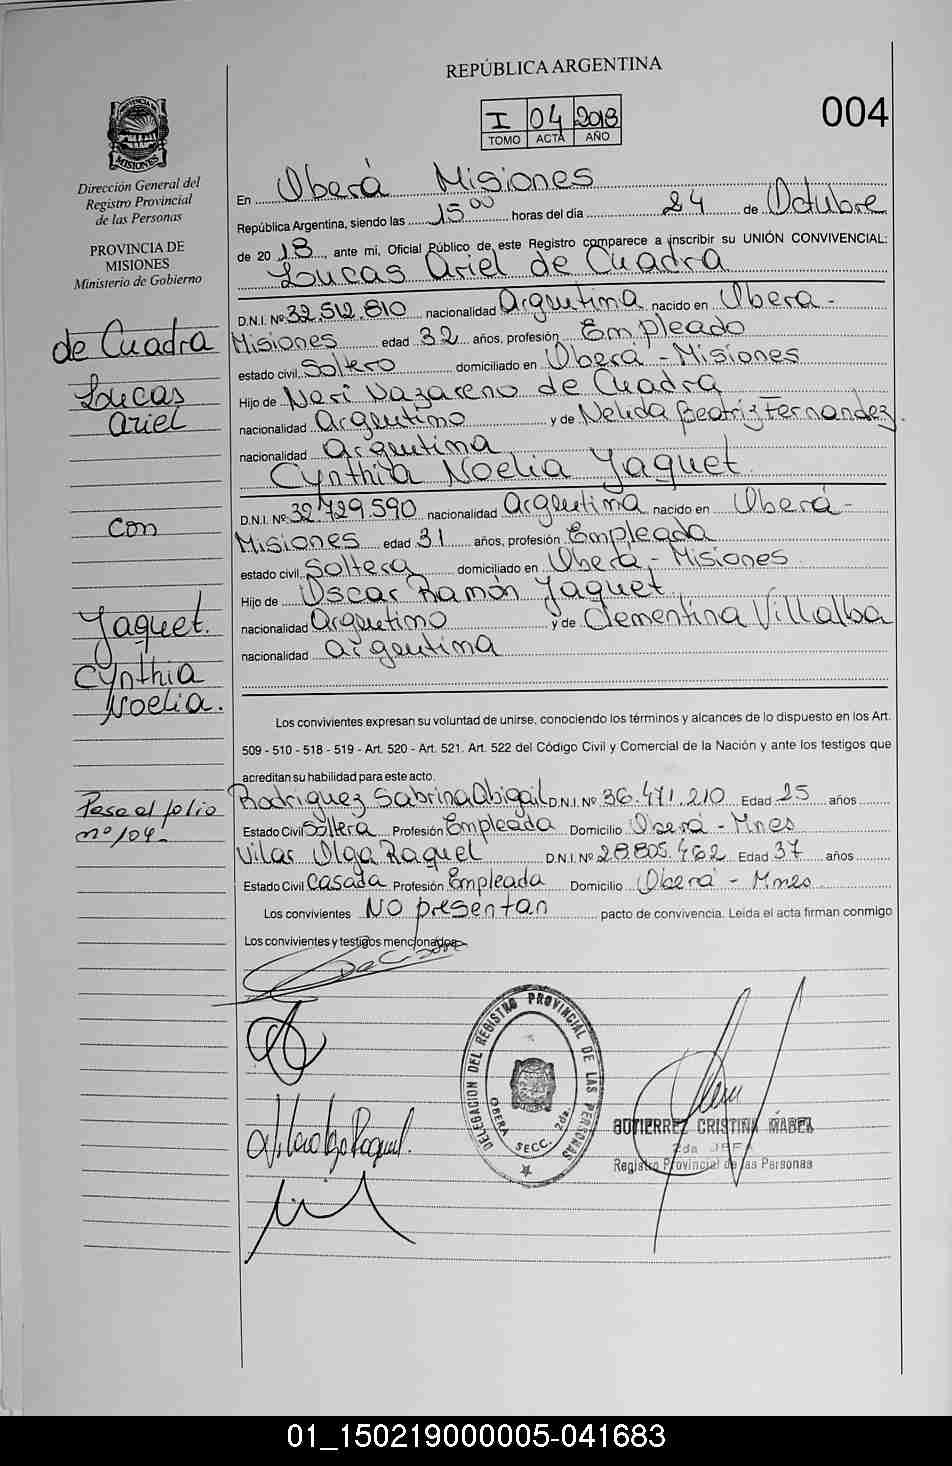 REPÚBLICA ARGENTINA
I 04 2018
TOMO ACTA AÑO
004
PROVINCIA DE MISIONES
Dirección General del
Registro Provincial
de las Personas
PROVINCIA DE
MISIONES
Ministerio de Gobierno
de Cuadra
Lucas
Ariel
con
Yaquet.
Cynthia
Noelia.
Pase al folio
nº 104
En Oberá Misiones
República Argentina, siendo las 15:00 horas del día 24 de Octubre
de 2018, ante mi, Oficial Público de este Registro comparece a inscribir su UNIÓN CONVIVENCIAL:
Lucas Ariel de Cuadra
D.N.I. Nº 32.512.810 nacionalidad Argentina nacido en Oberá -
Misiones edad 32 años, profesión Empleado
estado civil Soltero domiciliado en Oberá - Misiones
Hijo de Neri Nazareno de Cuadra
nacionalidad Argentino y de Nelida Beatriz Fernandez.
nacionalidad Argentina
Cynthia Noelia Yaquet
D.N.I. Nº 32.729.590 nacionalidad Argentina nacido en Oberá -
Misiones edad 31 años, profesión Empleada
estado civil Soltera domiciliado en Oberá - Misiones
Hijo de Oscar Ramón Yaquet
nacionalidad Argentino y de Clementina Villalba
nacionalidad argentina
Los convivientes expresan su voluntad de unirse, conociendo los términos y alcances de lo dispuesto en los Art.
509 - 510 - 518 - 519 - Art. 520 - Art. 521. Art. 522 del Código Civil y Comercial de la Nación y ante los testigos que
acreditan su habilidad para este acto.
Rodriguez Sabrina Abigail D.N.I. Nº 36.471.210 Edad 25 años
Estado Civil Soltera Profesión Empleada Domicilio Oberá - Mnes
Vilar Olga Raquel D.N.I. Nº 28.805.462 Edad 37 años
Estado Civil Casada Profesión Empleada Domicilio Oberá - Mnes
Los convivientes NO presentan pacto de convivencia. Leída el acta firman conmigo
Los convivientes y testigos mencionados
Vilar Olga Raquel.
DELEGACION DEL REGISTRO PROVINCIAL DE LAS PERSONAS
OBERA SECC. 2da.
GUTIERREZ CRISTINA MABEL
2da JEFA
Registro Provincial de las Personas
01_150219000005-041683